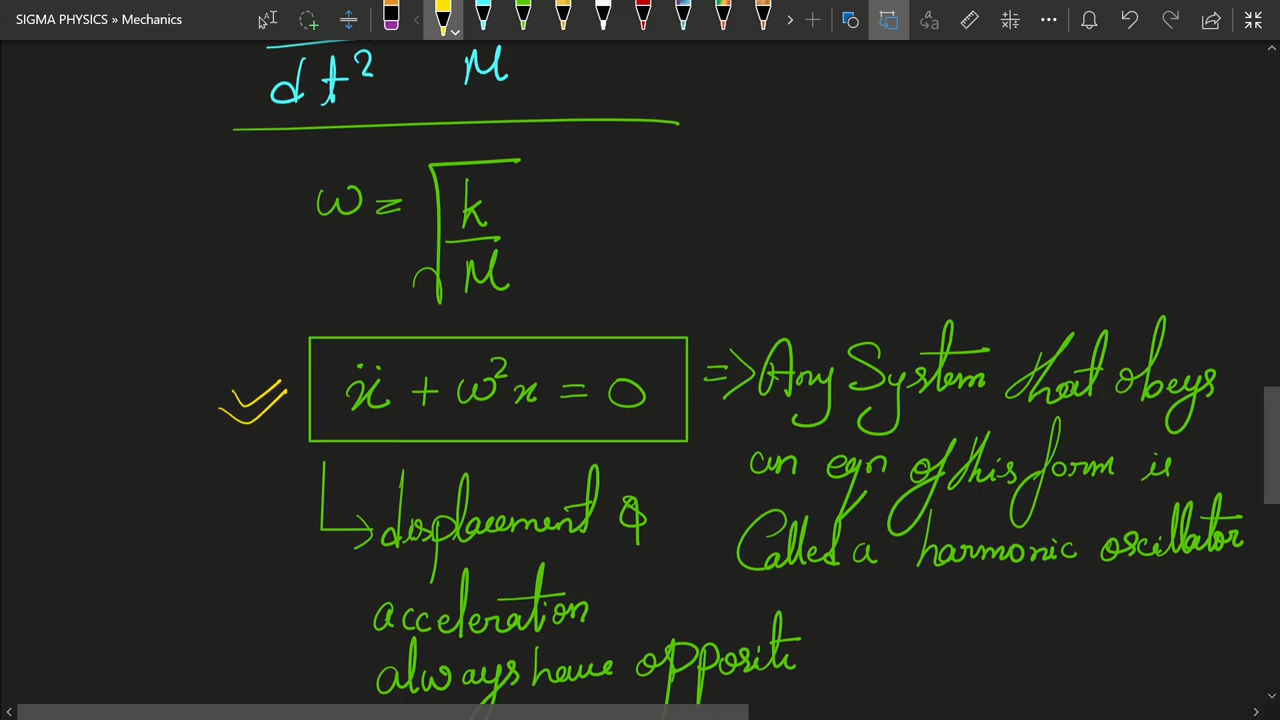 SIGMA PHYSICS » Mechanics
dt² M
ω = √(k/M)
ẍ + ω²x = 0 => Any System that obeys
an eqn of this form is
Called a harmonic oscillator
displacement &
acceleration
always have opposite